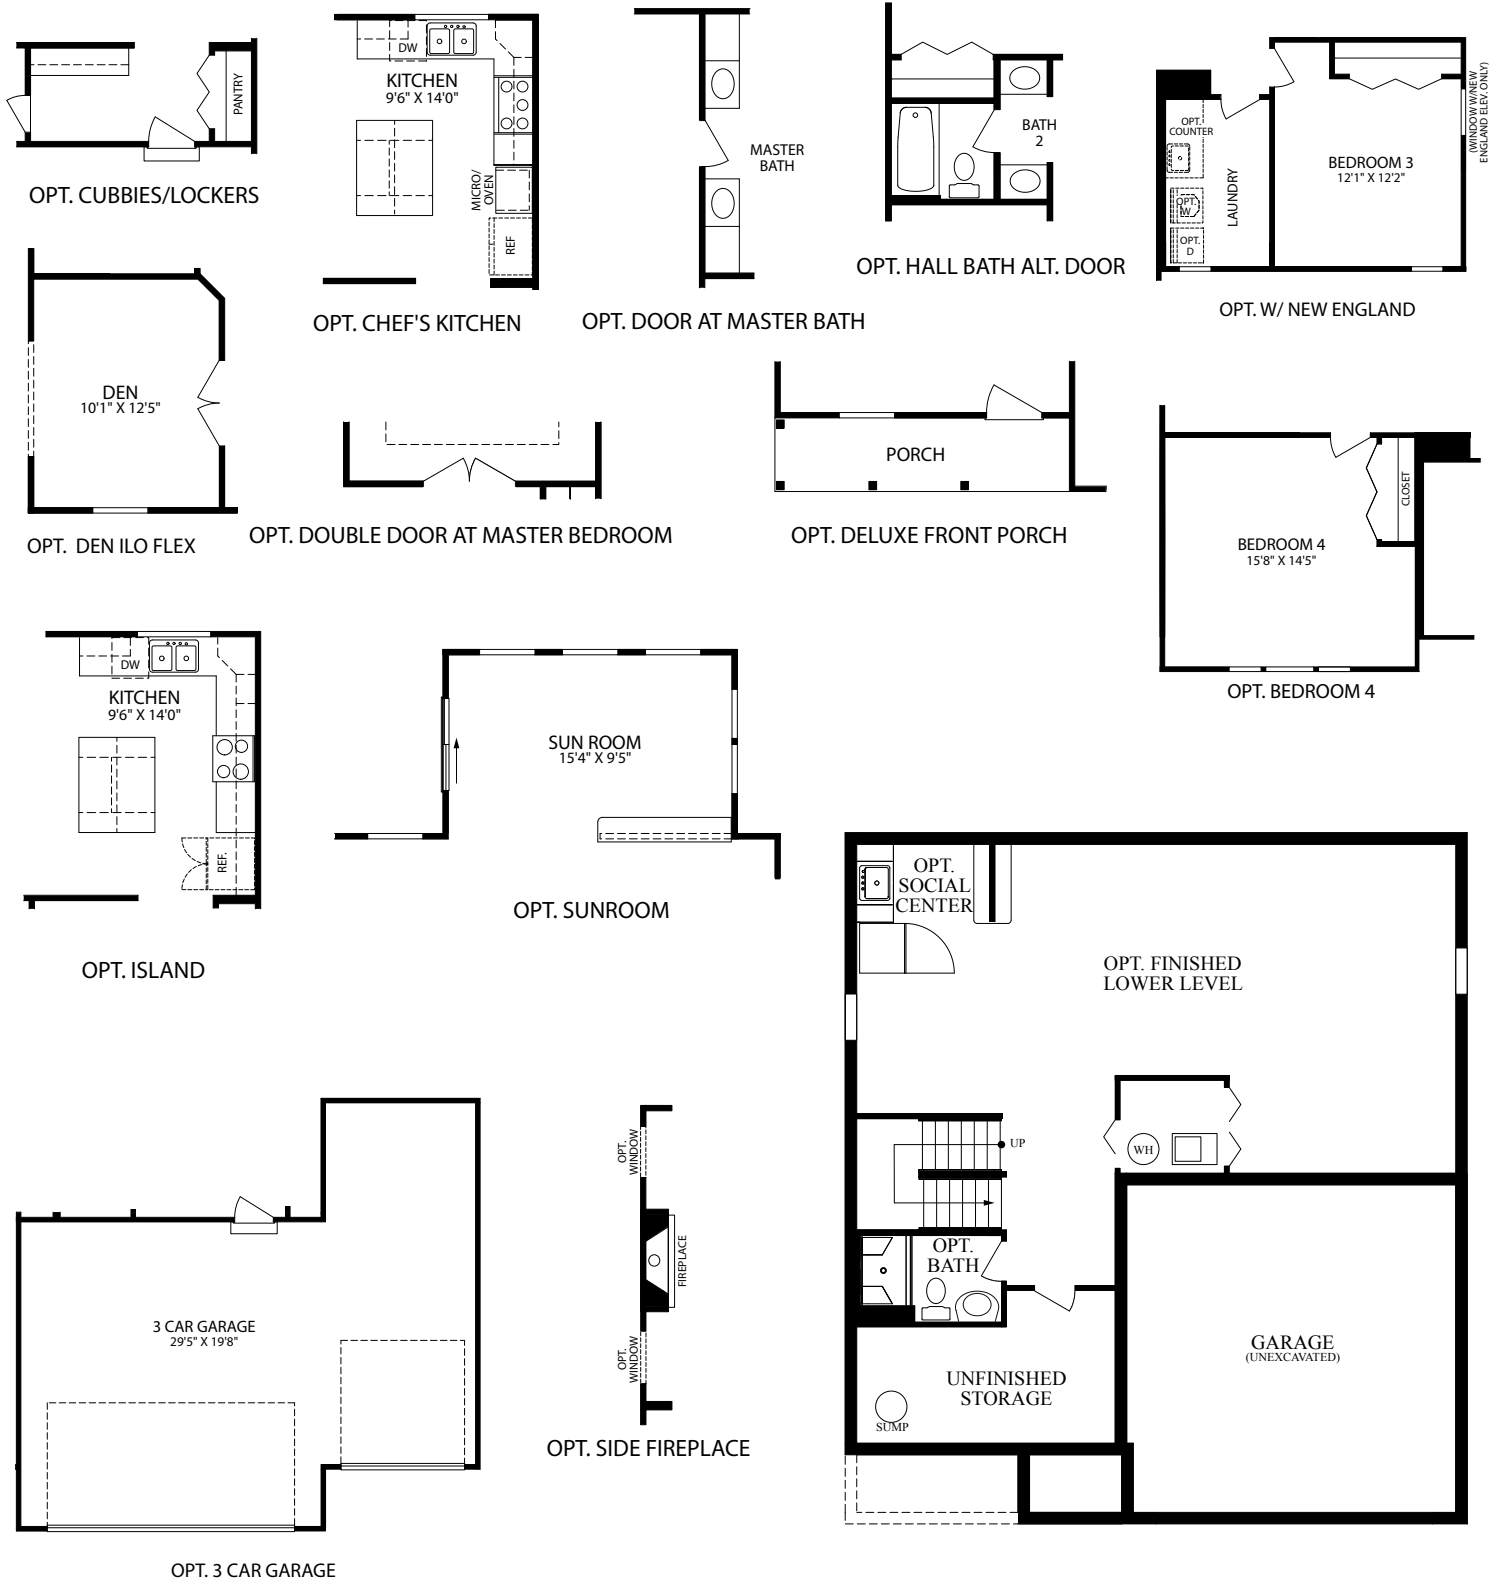 PANTRY
OPT. CUBBIES/LOCKERS
DW
KITCHEN
9'6" X 14'0"
MICRO/
OVEN
REF
OPT. CHEF'S KITCHEN
MASTER
BATH
OPT. DOOR AT MASTER BATH
BATH
2
OPT. HALL BATH ALT. DOOR
OPT.
COUNTER
OPT.
W
OPT.
D
LAUNDRY
BEDROOM 3
12'1" X 12'2"
(WINDOW W/NEW
ENGLAND ELEV. ONLY)
OPT. W/ NEW ENGLAND
DEN
10'1" X 12'5"
OPT. DEN ILO FLEX
OPT. DOUBLE DOOR AT MASTER BEDROOM
PORCH
OPT. DELUXE FRONT PORCH
CLOSET
BEDROOM 4
15'8" X 14'5"
OPT. BEDROOM 4
DW
KITCHEN
9'6" X 14'0"
REF.
OPT. ISLAND
SUN ROOM
15'4" X 9'5"
OPT. SUNROOM
OPT.
SOCIAL
CENTER
OPT. FINISHED
LOWER LEVEL
UP
WH
OPT.
BATH
GARAGE
(UNEXCAVATED)
UNFINISHED
STORAGE
SUMP
3 CAR GARAGE
29'5" X 19'8"
OPT. 3 CAR GARAGE
OPT.
WINDOW
FIREPLACE
OPT.
WINDOW
OPT. SIDE FIREPLACE